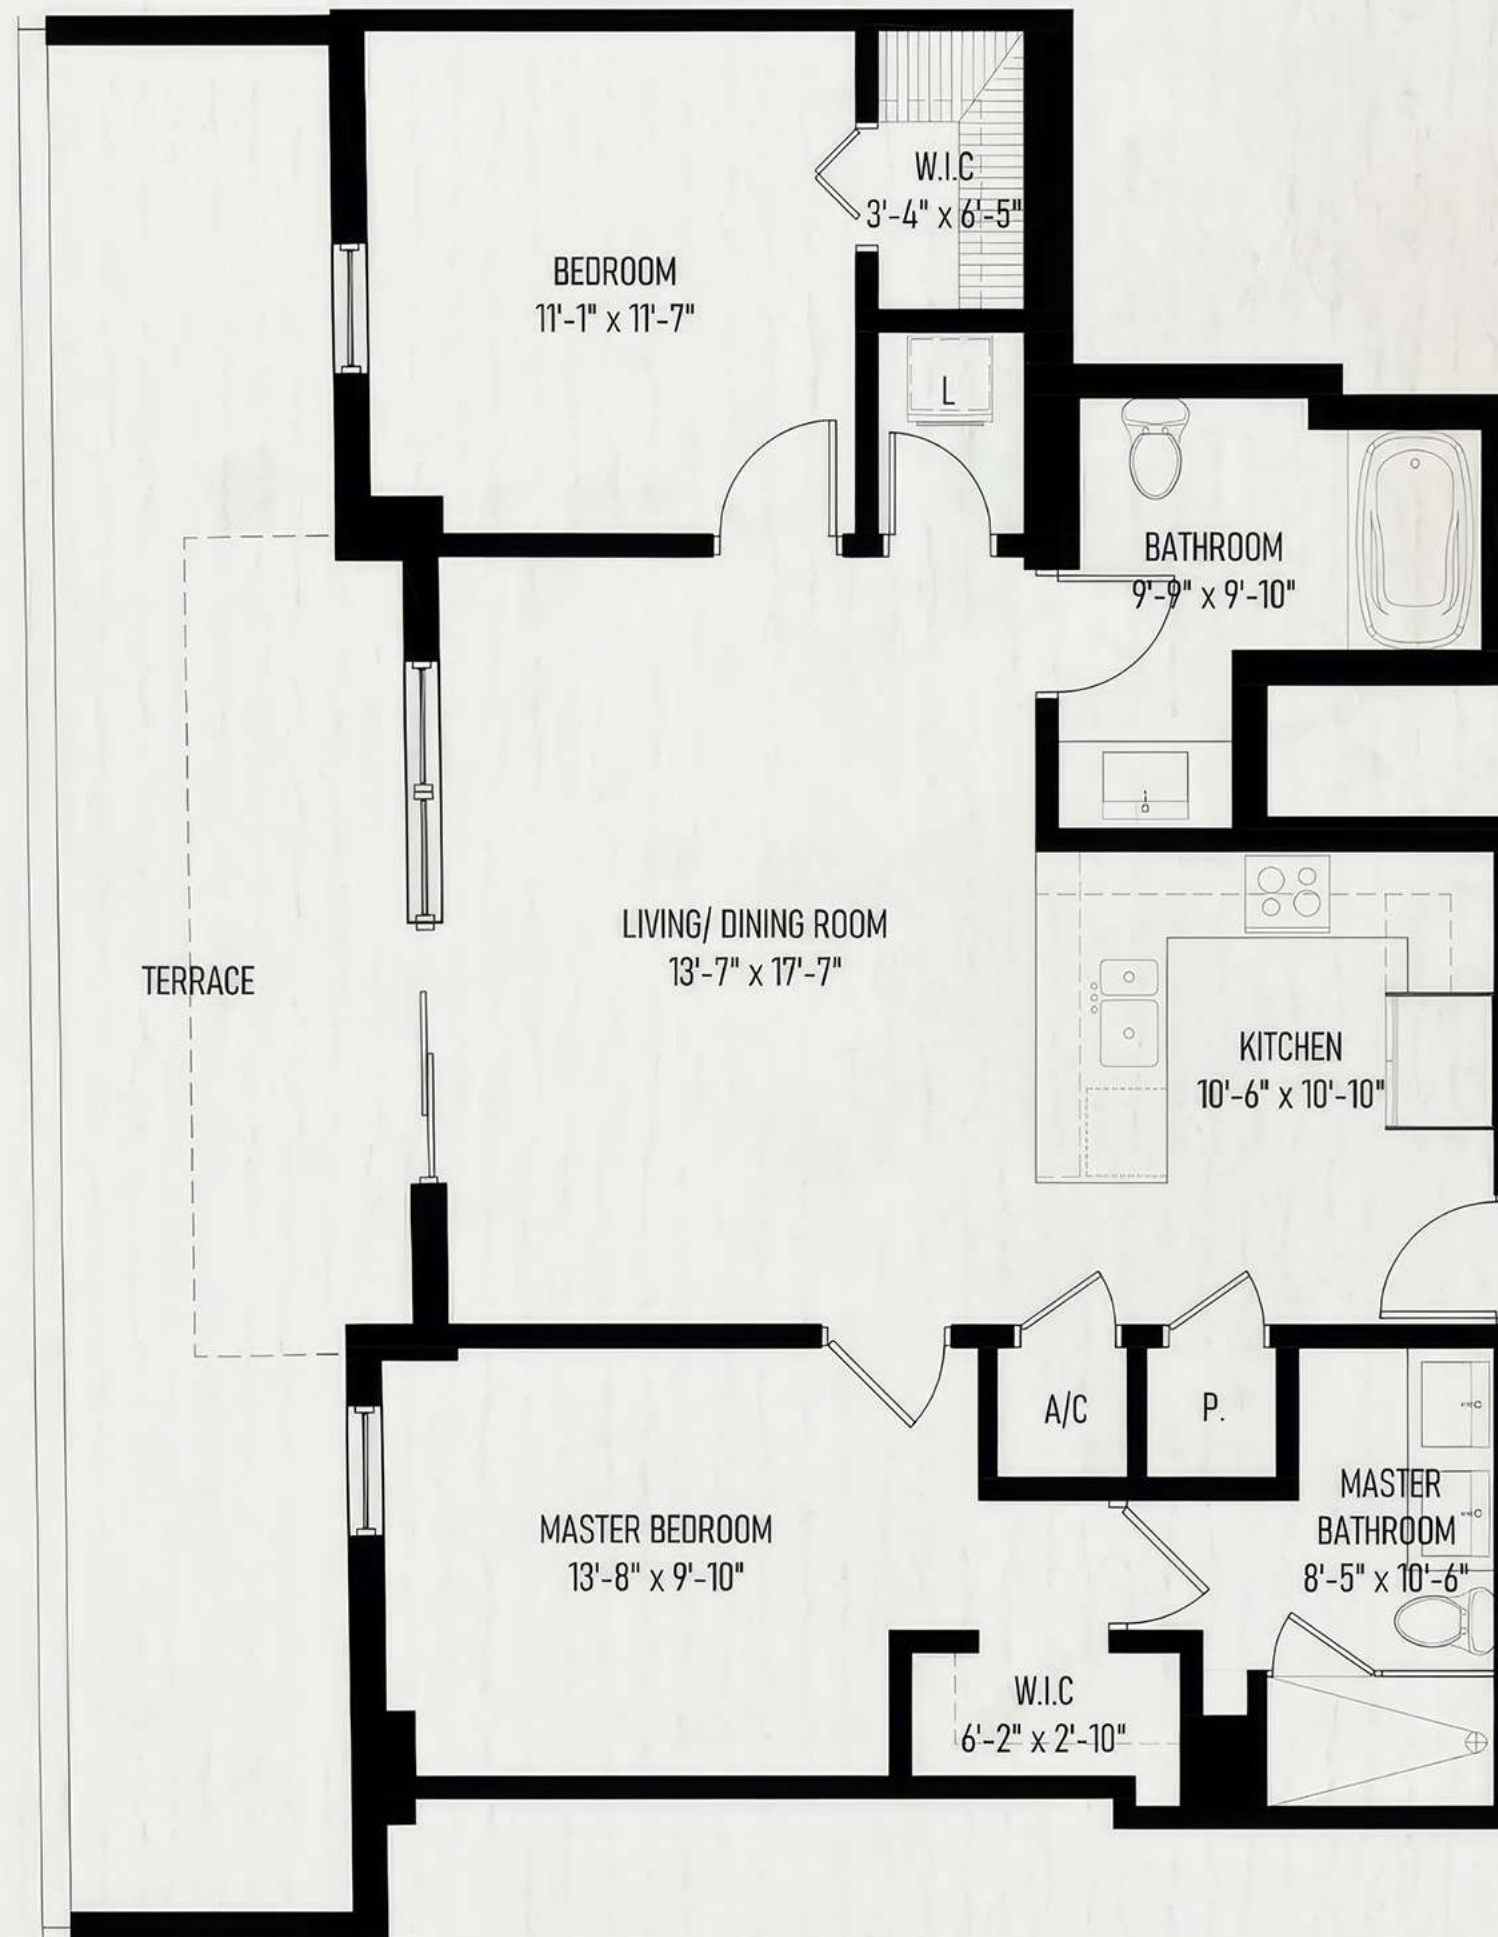 W.I.C
3'-4" x 6'-5"
BEDROOM
11'-1" x 11'-7"
L
BATHROOM
9'-9" x 9'-10"
LIVING/ DINING ROOM
13'-7" x 17'-7"
TERRACE
KITCHEN
10'-6" x 10'-10"
A/C
P.
MASTER
BATHROOM
8'-5" x 10'-6"
MASTER BEDROOM
13'-8" x 9'-10"
W.I.C
6'-2" x 2'-10"